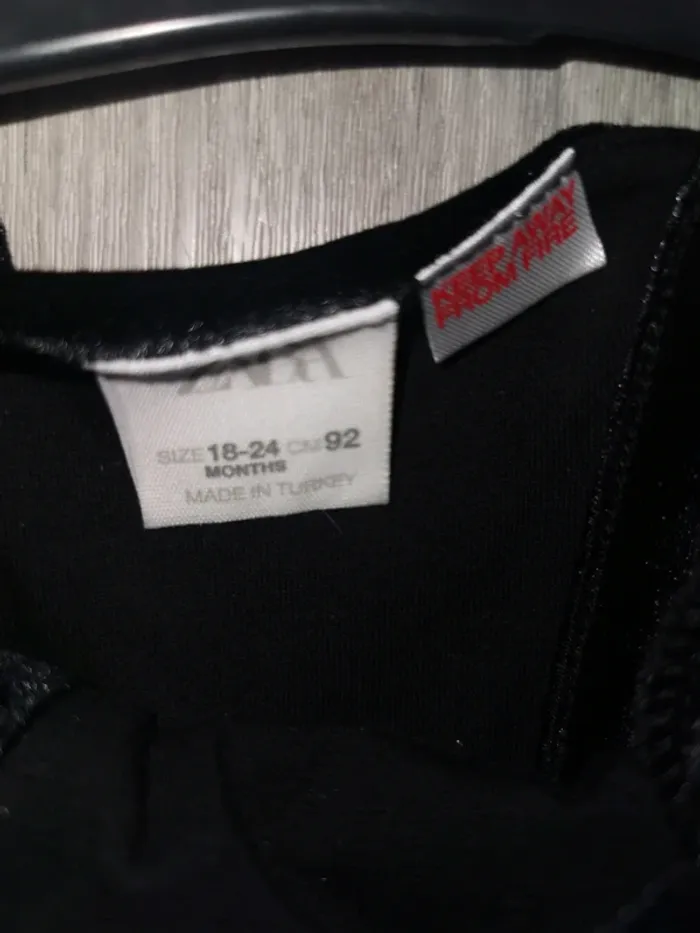 ZARA
SIZE 18-24 CM 92
MONTHS
MADE IN TURKEY
KEEP AWAY
FROM FIRE